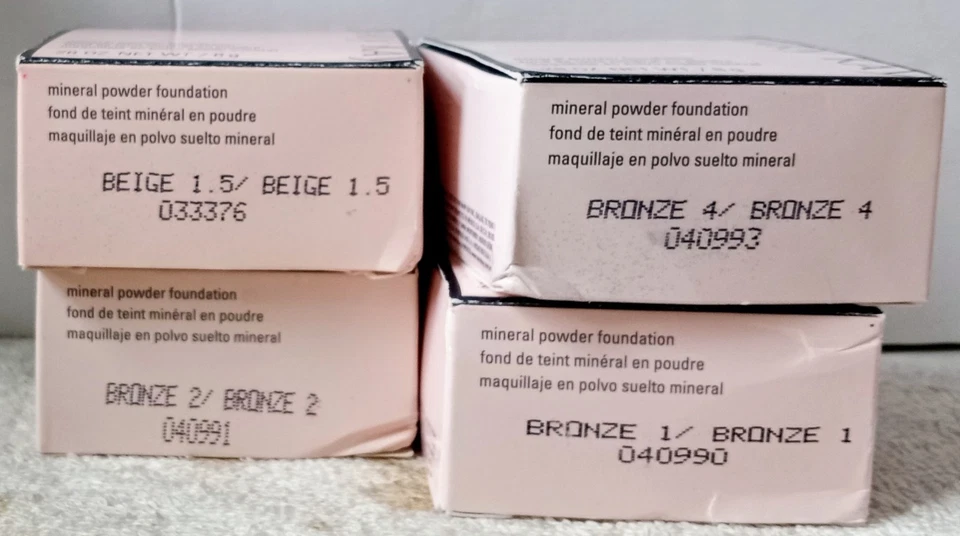 mineral powder foundation
fond de teint minéral en poudre
maquillaje en polvo suelto mineral
BEIGE 1.5/ BEIGE 1.5
033376
mineral powder foundation
fond de teint minéral en poudre
maquillaje en polvo suelto mineral
BRONZE 4/ BRONZE 4
040993
mineral powder foundation
fond de teint minéral en poudre
maquillaje en polvo suelto mineral
BRONZE 2/ BRONZE 2
040991
mineral powder foundation
fond de teint minéral en poudre
maquillaje en polvo suelto mineral
BRONZE 1/ BRONZE 1
040990